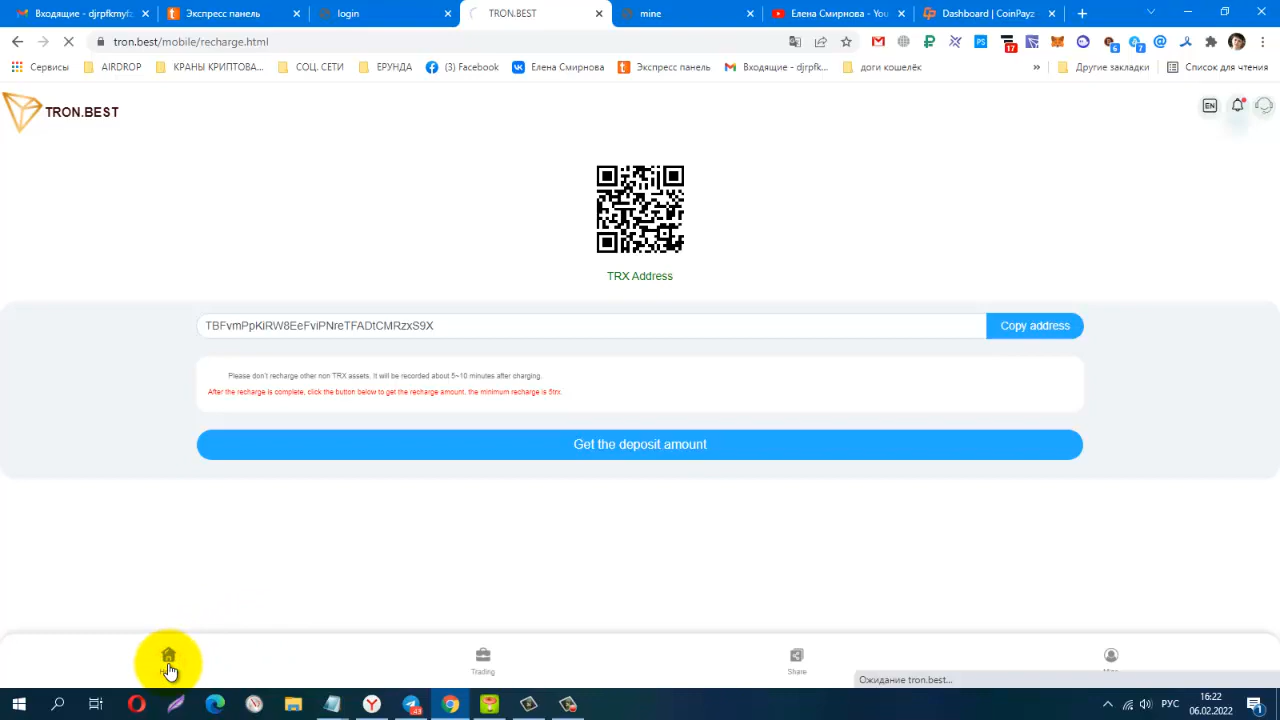 Входящие - djrpfkmyfz
Экспресс панель
login
TRON.BEST
mine
Елена Смирнова - You
Dashboard | CoinPayz
tron.best/mobile/recharge.html
17
6
7
Сервисы
AIRDROP
КРАНЫ КРИПТОВА...
СОЦ. СЕТИ
ЕРУНДА
(3) Facebook
Елена Смирнова
Экспресс панель
Входящие - djrpfk...
доги кошелёк
»
Другие закладки
Список для чтения
TRON.BEST
EN
TRX Address
TBFvmPpKiRW8EeFviPNreTFADtCMRzxS9X
Copy address
Please don't recharge other non TRX assets. It will be recorded about 5~10 minutes after charging.
After the recharge is complete, click the button below to get the recharge amount, the minimum recharge is 5trx.
Get the deposit amount
Trading
Share
Ожидание tron.best...
43
РУС
16:22
06.02.2022